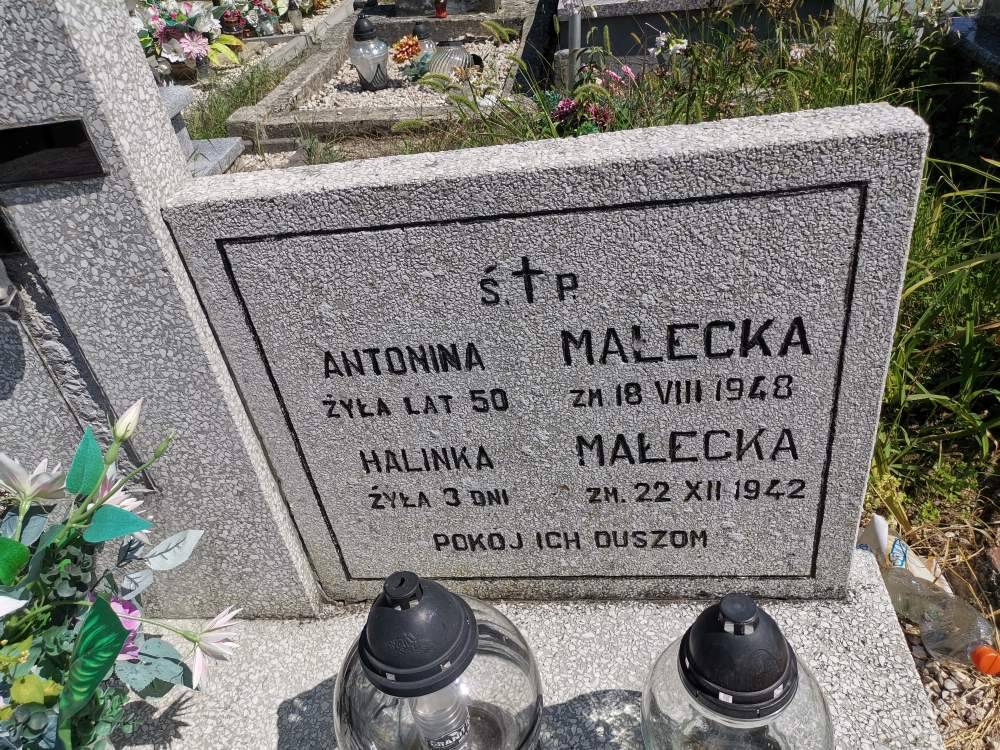 Ś. P.
ANTONINA MAŁECKA
ŻYŁA LAT 50 ZM 18 VIII 1948
HALINKA MAŁECKA
ŻYŁA 3 DNI ZM. 22 XII 1942
POKÓJ ICH DUSZOM